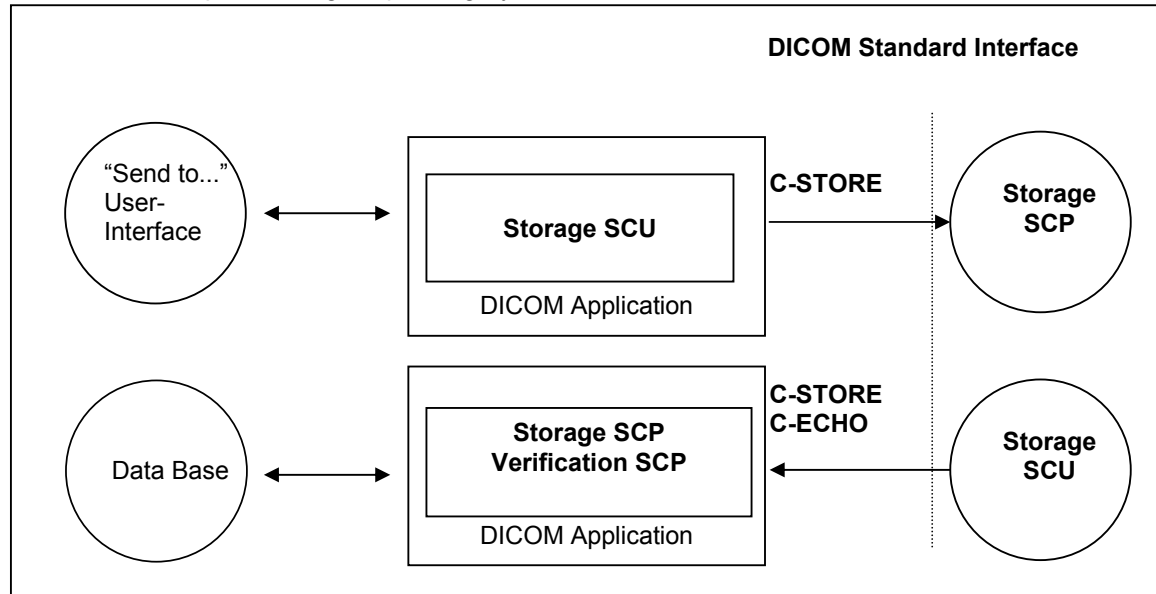 DICOM Standard Interface
“Send to...”
User-
Interface
Storage SCU
DICOM Application
C-STORE
Storage
SCP
Data Base
Storage SCP
Verification SCP
DICOM Application
C-STORE
C-ECHO
Storage
SCU